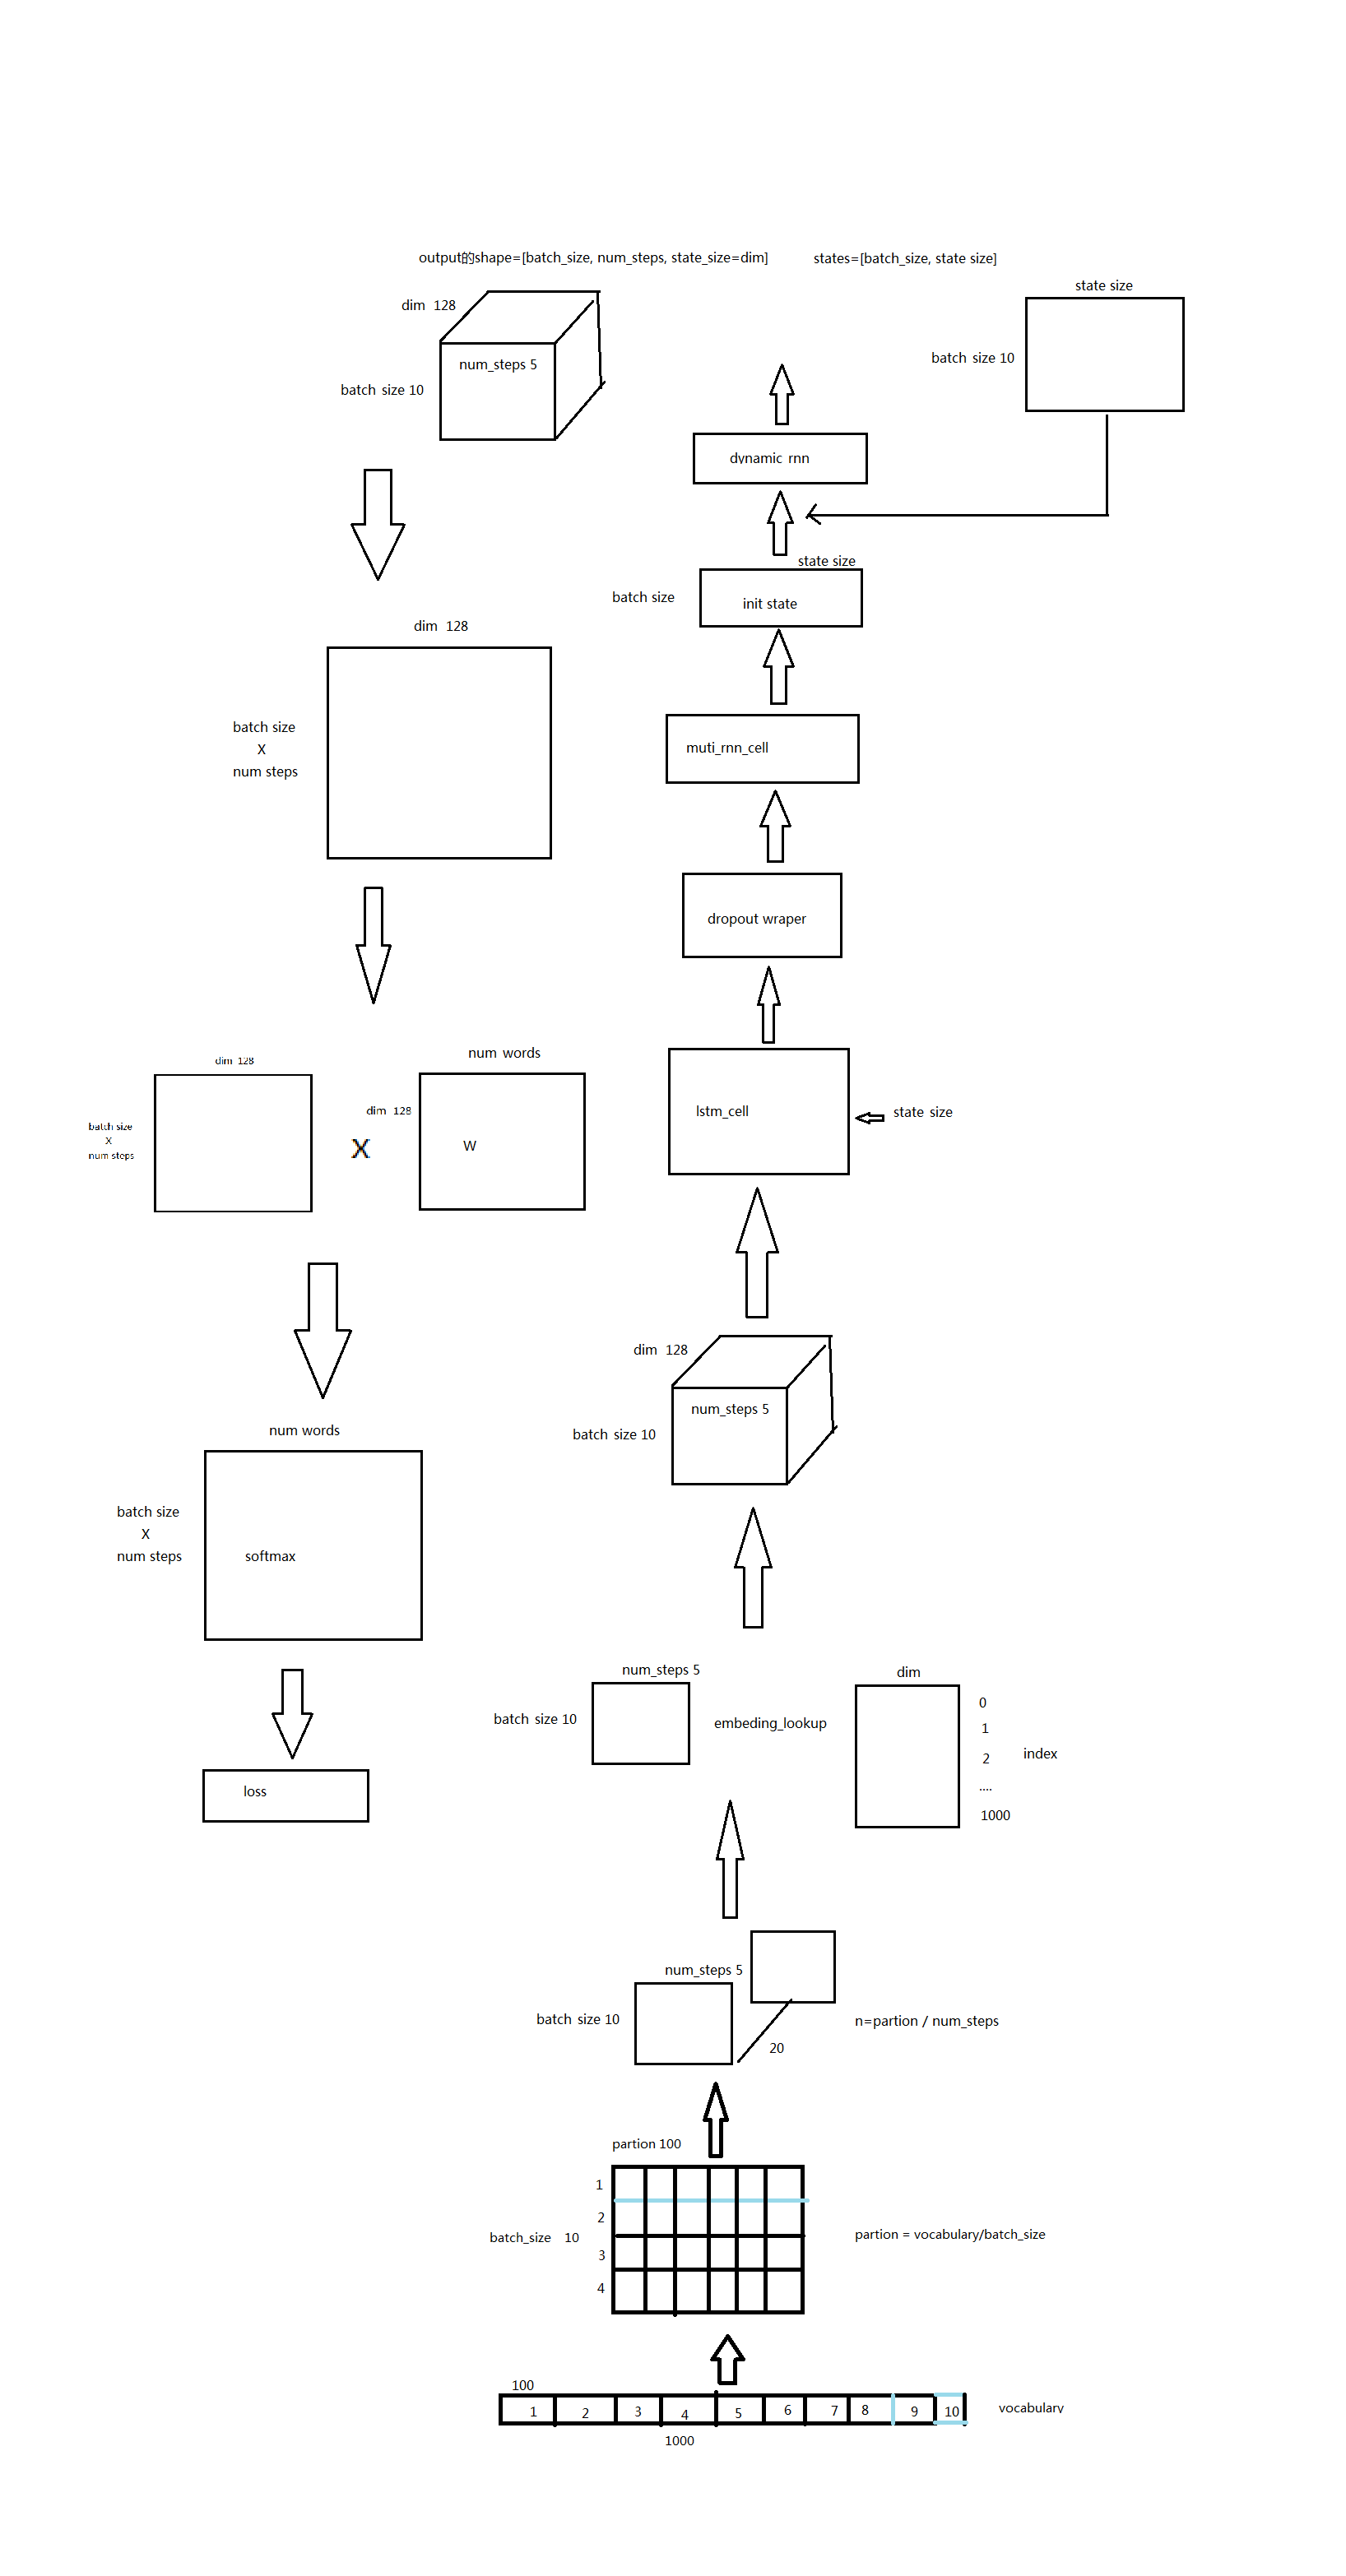 output的shape=[batch_size, num_steps, state_size=dim]
states=[batch_size, state size]
state size
dim 128
num_steps 5
batch size 10
batch size 10
dynamic rnn
state size
batch size
init state
dim 128
batch size
X
num steps
muti_rnn_cell
dropout wraper
dim 128
num words
batch size
X
num steps
dim 128
X
W
lstm_cell
state size
dim 128
num_steps 5
batch size 10
num words
batch size
X
num steps
softmax
num_steps 5
batch size 10
embeding_lookup
dim
0
1
2
....
1000
index
loss
num_steps 5
batch size 10
20
n=partion / num_steps
partion 100
1
2
3
4
batch_size 10
partion = vocabulary/batch_size
100
1 2 3 4 5 6 7 8 9 10
vocabulary
1000